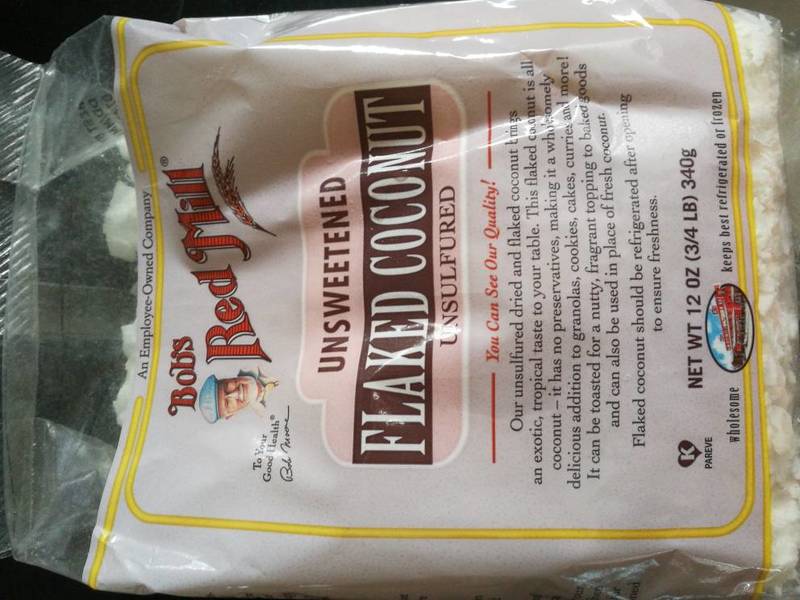 An Employee-Owned Company
Bob's
Red Mill®
To Your
Good Health®
Bob Moore
UNSWEETENED
FLAKED COCONUT
UNSULFURED
You Can See Our Quality!
Our unsulfured dried and flaked coconut brings
an exotic, tropical taste to your table. This flaked coconut is all
coconut – it has no preservatives, making it a wholesomely
delicious addition to granolas, cookies, cakes, curries and more!
It can be toasted for a nutty, fragrant topping to baked goods
and can also be used in place of fresh coconut.
Flaked coconut should be refrigerated after opening
to ensure freshness.
NET WT 12 OZ (3/4 LB) 340g
K
PAREVE
wholesome
keeps best refrigerated or frozen